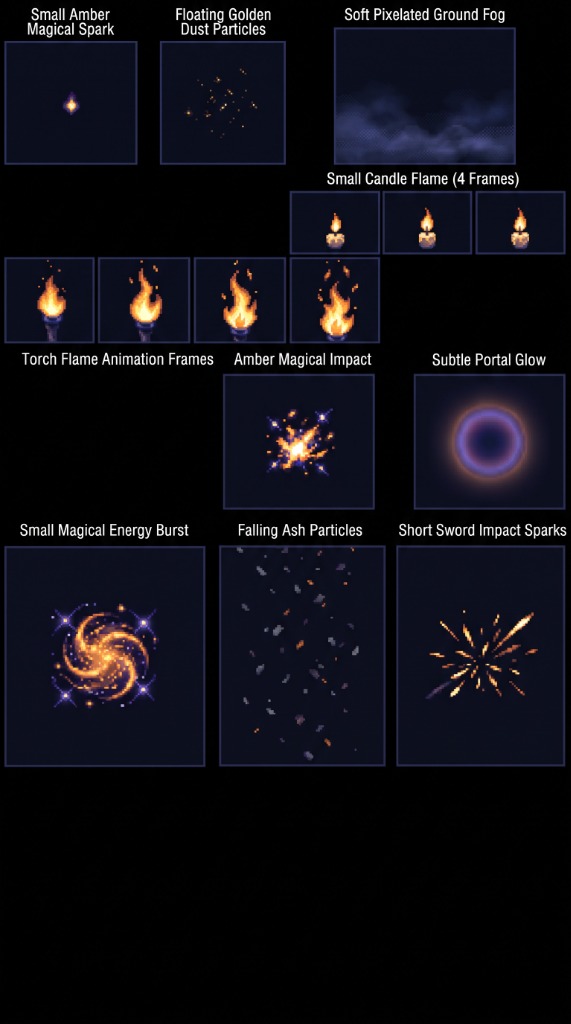 Small Amber
Magical Spark
Floating Golden
Dust Particles
Soft Pixelated Ground Fog
Small Candle Flame (4 Frames)
Torch Flame Animation Frames
Amber Magical Impact
Subtle Portal Glow
Small Magical Energy Burst
Falling Ash Particles
Short Sword Impact Sparks